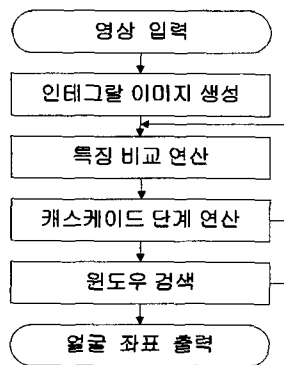 영상 입력
인테그랄 이미지 생성
특징 비교 연산
캐스케이드 단계 연산
윈도우 검색
얼굴 좌표 출력